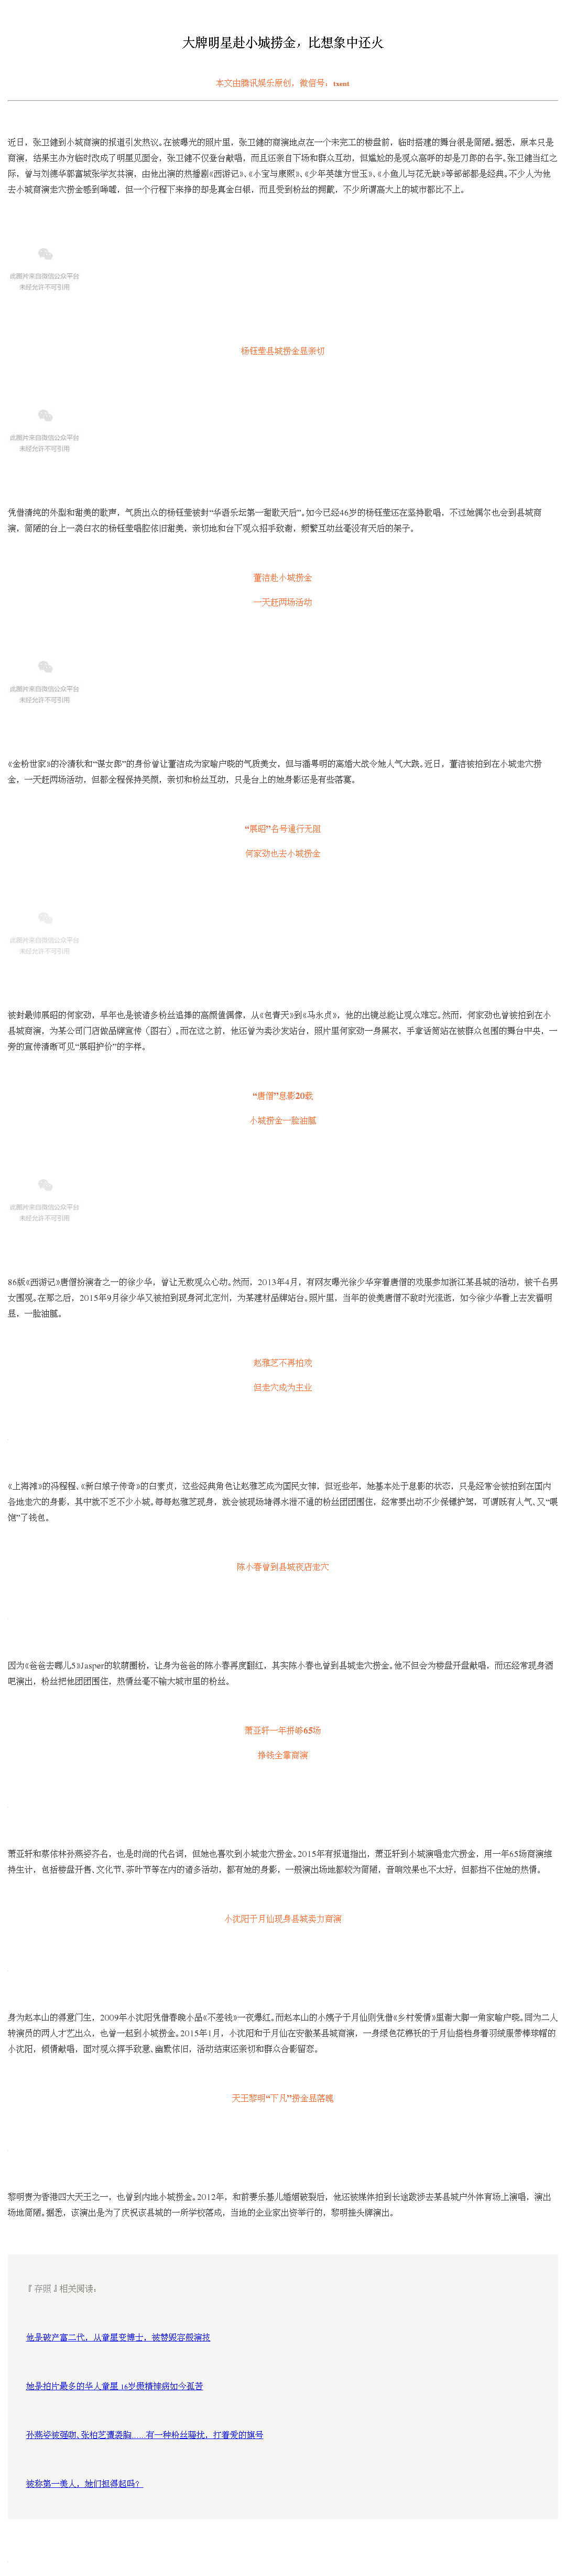 大牌明星赴小城捞金，比想象中还火
本文由腾讯娱乐原创，微信号：txent
近日，张卫健到小城商演的报道引发热议。在被曝光的照片里，张卫健的商演地点在一个未完工的楼盘前，临时搭建的舞台很是简陋。据悉，原本只是
商演，结果主办方临时改成了明星见面会，张卫健不仅登台献唱，而且还亲自下场和群众互动，但尴尬的是观众高呼的却是刀郎的名字。张卫健当红之
际，曾与刘德华郭富城张学友共演，由他出演的热播剧《西游记》、《小宝与康熙》、《少年英雄方世玉》、《小鱼儿与花无缺》等部部都是经典。不少人为他
去小城商演走穴捞金感到唏嘘，但一个行程下来挣的却是真金白银，而且受到粉丝的拥戴，不少所谓高大上的城市都比不上。
此图片来自微信公众平台
未经允许不可引用
杨钰莹县城捞金显亲切
此图片来自微信公众平台
未经允许不可引用
凭借清纯的外型和甜美的歌声，气质出众的杨钰莹被封“华语乐坛第一甜歌天后”。如今已经46岁的杨钰莹还在坚持歌唱，不过她偶尔也会到县城商
演，简陋的台上一袭白衣的杨钰莹唱腔依旧甜美，亲切地和台下观众招手致谢，频繁互动丝毫没有天后的架子。
董洁赴小城捞金
一天赶两场活动
此图片来自微信公众平台
未经允许不可引用
《金粉世家》的冷清秋和“谋女郎”的身份曾让董洁成为家喻户晓的气质美女，但与潘粤明的离婚大战令她人气大跌。近日，董洁被拍到在小城走穴捞
金，一天赶两场活动，但都全程保持笑颜，亲切和粉丝互动，只是台上的她身影还是有些落寞。
“展昭”名号通行无阻
何家劲也去小城捞金
此图片来自微信公众平台
未经允许不可引用
被封最帅展昭的何家劲，早年也是被诸多粉丝追捧的高颜值偶像，从《包青天》到《马永贞》，他的出镜总能让观众难忘。然而，何家劲也曾被拍到在小
县城商演，为某公司门店做品牌宣传（图右）。而在这之前，他还曾为卖沙发站台，照片里何家劲一身黑衣，手拿话筒站在被群众包围的舞台中央，一
旁的宣传清晰可见“展昭护价”的字样。
“唐僧”息影20载
小城捞金一脸油腻
此图片来自微信公众平台
未经允许不可引用
86版《西游记》唐僧扮演者之一的徐少华，曾让无数观众心动。然而，2013年4月，有网友曝光徐少华穿着唐僧的戏服参加浙江某县城的活动，被千名男
女围观。在那之后，2015年9月徐少华又被拍到现身河北定州，为某建材品牌站台。照片里，当年的俊美唐僧不敌时光流逝，如今徐少华看上去发福明
显，一脸油腻。
赵雅芝不再拍戏
但走穴成为主业
《上海滩》的冯程程、《新白娘子传奇》的白素贞，这些经典角色让赵雅芝成为国民女神，但近些年，她基本处于息影的状态，只是经常会被拍到在国内
各地走穴的身影，其中就不乏不少小城。每每赵雅芝现身，就会被现场堵得水泄不通的粉丝团团围住，经常要出动不少保镖护驾，可谓既有人气、又“喂
饱”了钱包。
陈小春曾到县城夜店走穴
因为《爸爸去哪儿5》Jasper的软萌圈粉，让身为爸爸的陈小春再度翻红，其实陈小春也曾到县城走穴捞金。他不但会为楼盘开盘献唱，而还经常现身酒
吧演出，粉丝把他团团围住，热情丝毫不输大城市里的粉丝。
萧亚轩一年拼够65场
挣钱全靠商演
萧亚轩和蔡依林孙燕姿齐名，也是时尚的代名词，但她也喜欢到小城走穴捞金。2015年有报道指出，萧亚轩到小城演唱走穴捞金，用一年65场商演维
持生计，包括楼盘开售、文化节、茶叶节等在内的诸多活动，都有她的身影，一般演出场地都较为简陋，音响效果也不太好，但都挡不住她的热情。
小沈阳于月仙现身县城卖力商演
身为赵本山的得意门生，2009年小沈阳凭借春晚小品《不差钱》一夜爆红。而赵本山的小姨子于月仙则凭借《乡村爱情》里谢大脚一角家喻户晓。同为二人
转演员的两人才艺出众，也曾一起到小城捞金。2015年1月，小沈阳和于月仙在安徽某县城商演，一身绿色花棉袄的于月仙搭档身着羽绒服带棒球帽的
小沈阳，倾情献唱，面对观众挥手致意、幽默依旧，活动结束还亲切和群众合影留恋。
天王黎明“下凡”捞金显落魄
黎明贵为香港四大天王之一，也曾到内地小城捞金。2012年，和前妻乐基儿婚姻破裂后，他还被媒体拍到长途跋涉去某县城户外体育场上演唱，演出
场地简陋。据悉，该演出是为了庆祝该县城的一所学校落成，当地的企业家出资举行的，黎明挂头牌演出。
『存照』相关阅读：
他是破产富二代，从童星变博士，被赞毁容般演技
她是拍片最多的华人童星 16岁患精神病如今孤苦
孙燕姿被强吻、张柏芝遭袭胸……有一种粉丝骚扰，打着爱的旗号
被称第一美人，她们担得起吗？